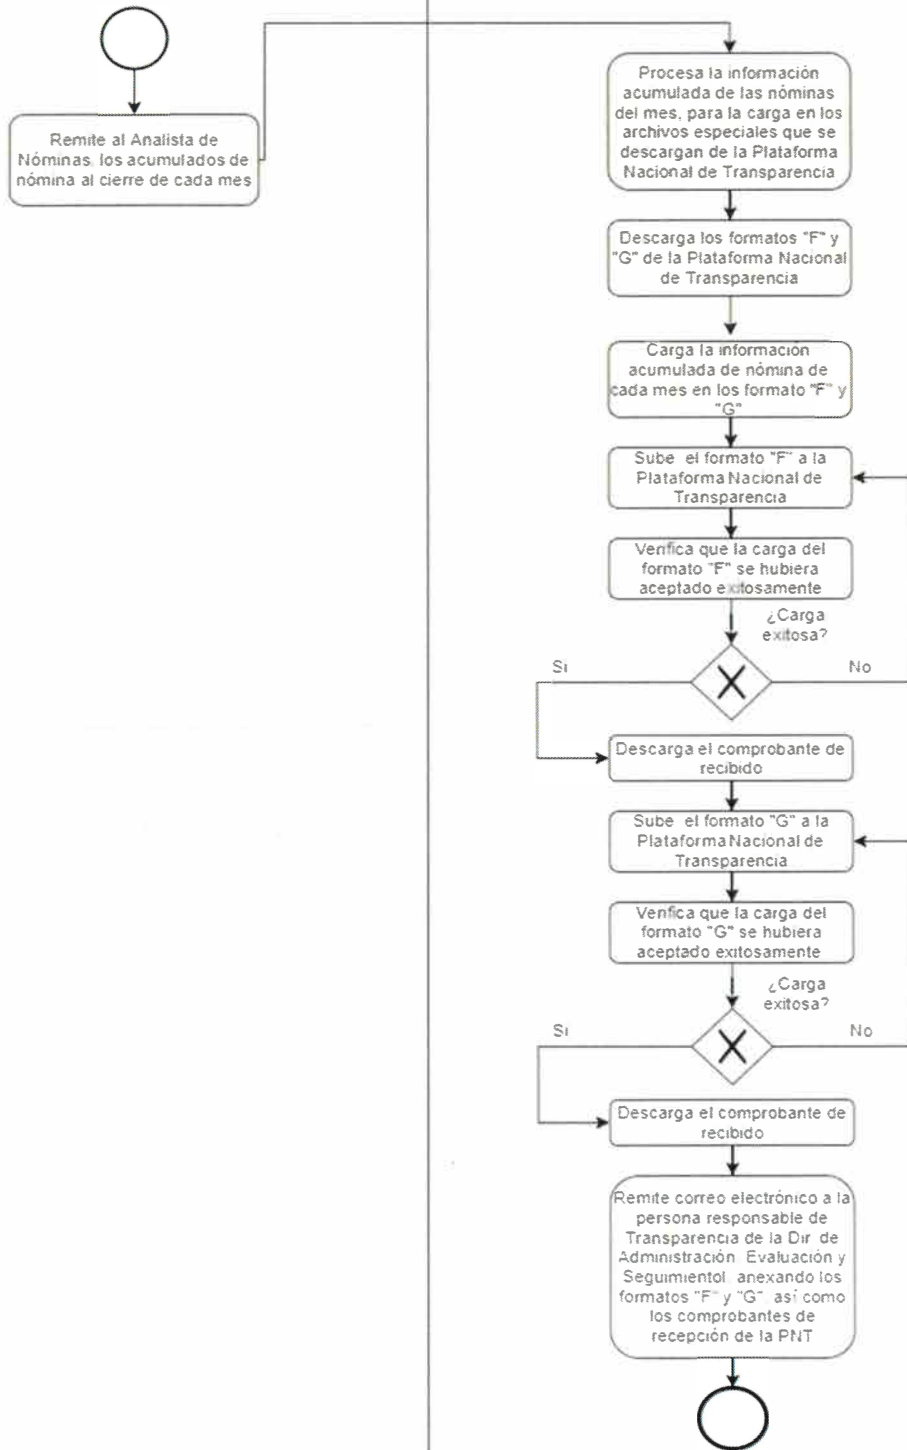 Remite al Analista de
Nóminas, los acumulados de
nómina al cierre de cada mes
Procesa la información
acumulada de las nóminas
del mes, para la carga en los
archivos especiales que se
descargan de la Plataforma
Nacional de Transparencia
Descarga los formatos "F" y
"G" de la Plataforma Nacional
de Transparencia
Carga la información
acumulada de nómina de
cada mes en los formato "F" y
"G"
Sube el formato "F" a la
Plataforma Nacional de
Transparencia
Verifica que la carga del
formato "F" se hubiera
aceptado exitosamente
¿Carga
exitosa?
Si
No
Descarga el comprobante de
recibido
Sube el formato "G" a la
Plataforma Nacional de
Transparencia
Verifica que la carga del
formato "G" se hubiera
aceptado exitosamente
¿Carga
exitosa?
Si
No
Descarga el comprobante de
recibido
Remite correo electrónico a la
persona responsable de
Transparencia de la Dir. de
Administración, Evaluación y
Seguimientol, anexando los
formatos "F" y "G", así como
los comprobantes de
recepción de la PNT